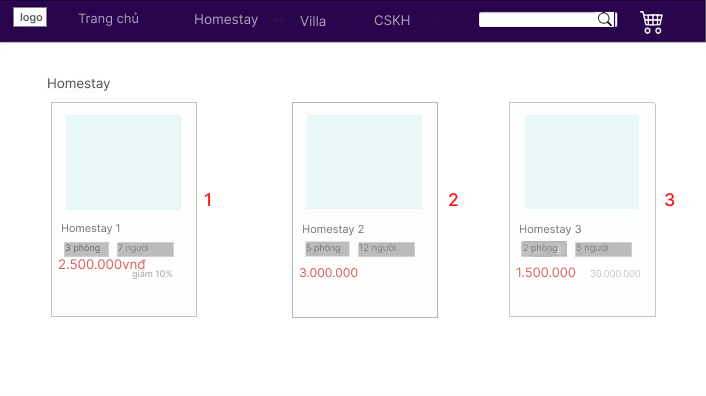 logo Trang chủ Homestay Villa CSKH
Homestay
1
2
3
Homestay 1
3 phòng 7 người
2.500.000vnđ
giảm 10%
Homestay 2
5 phòng 12 người
3.000.000
Homestay 3
2 phòng 5 người
1.500.000 30.000.000